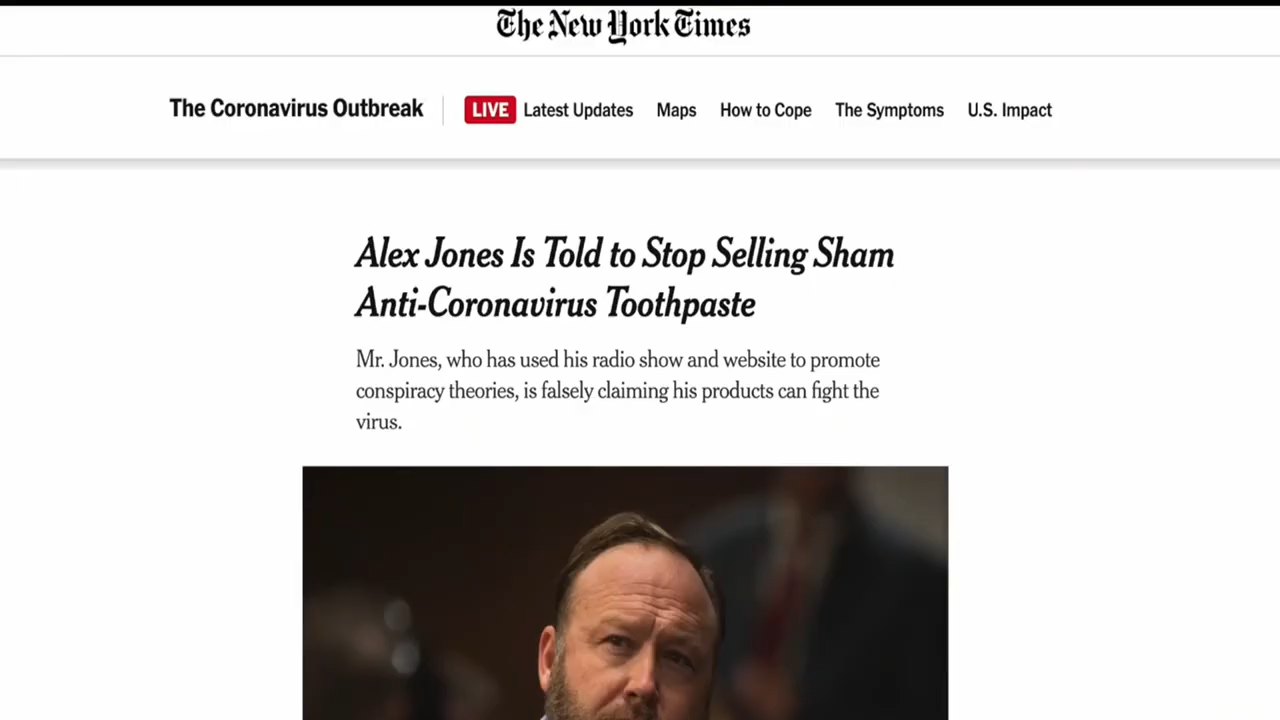 The New York Times
The Coronavirus Outbreak LIVE Latest Updates Maps How to Cope The Symptoms U.S. Impact
Alex Jones Is Told to Stop Selling Sham
Anti-Coronavirus Toothpaste
Mr. Jones, who has used his radio show and website to promote
conspiracy theories, is falsely claiming his products can fight the
virus.